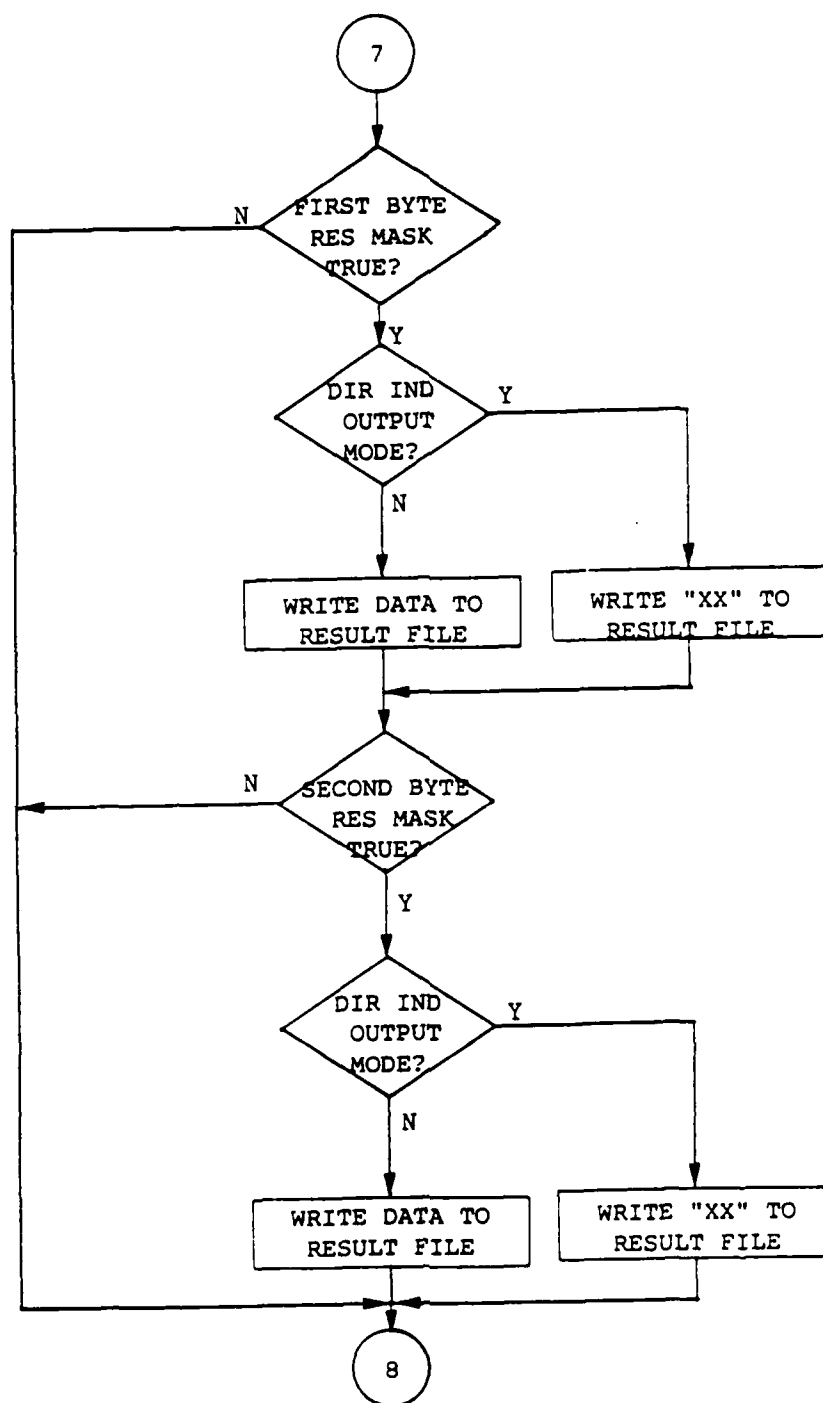 7
N
FIRST BYTE
RES MASK
TRUE?
Y
DIR IND
OUTPUT
MODE?
Y
N
WRITE DATA TO
RESULT FILE
WRITE "XX" TO
RESULT FILE
N
SECOND BYTE
RES MASK
TRUE?
Y
DIR IND
OUTPUT
MODE?
Y
N
WRITE DATA TO
RESULT FILE
WRITE "XX" TO
RESULT FILE
8